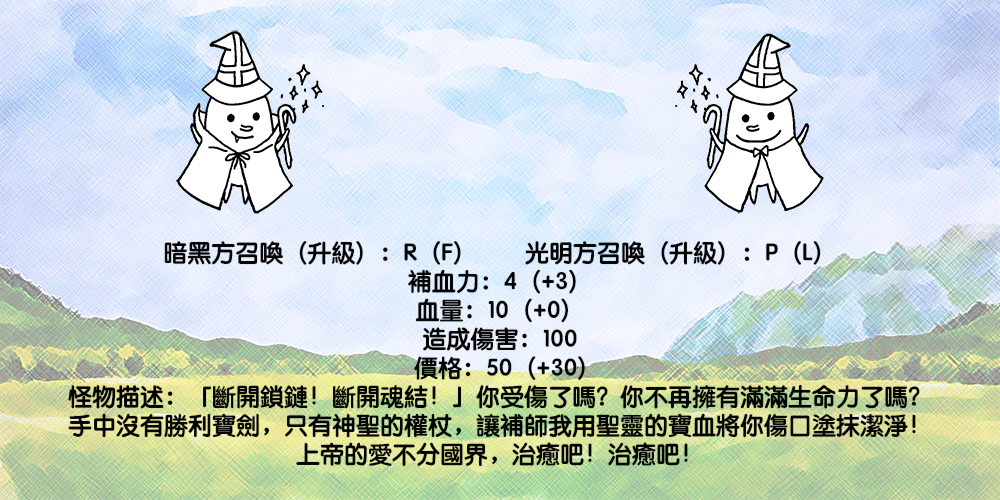 暗黑方召喚（升級）：R（F）　　光明方召喚（升級）：P（L）
補血力：4（+3）
血量：10（+0）
造成傷害：100
價格：50（+30）
怪物描述：「斷開鎖鏈！斷開魂結！」你受傷了嗎？你不再擁有滿滿生命力了嗎？
手中沒有勝利寶劍，只有神聖的權杖，讓補師我用聖靈的寶血將你傷口塗抹潔淨！
上帝的愛不分國界，治癒吧！治癒吧！